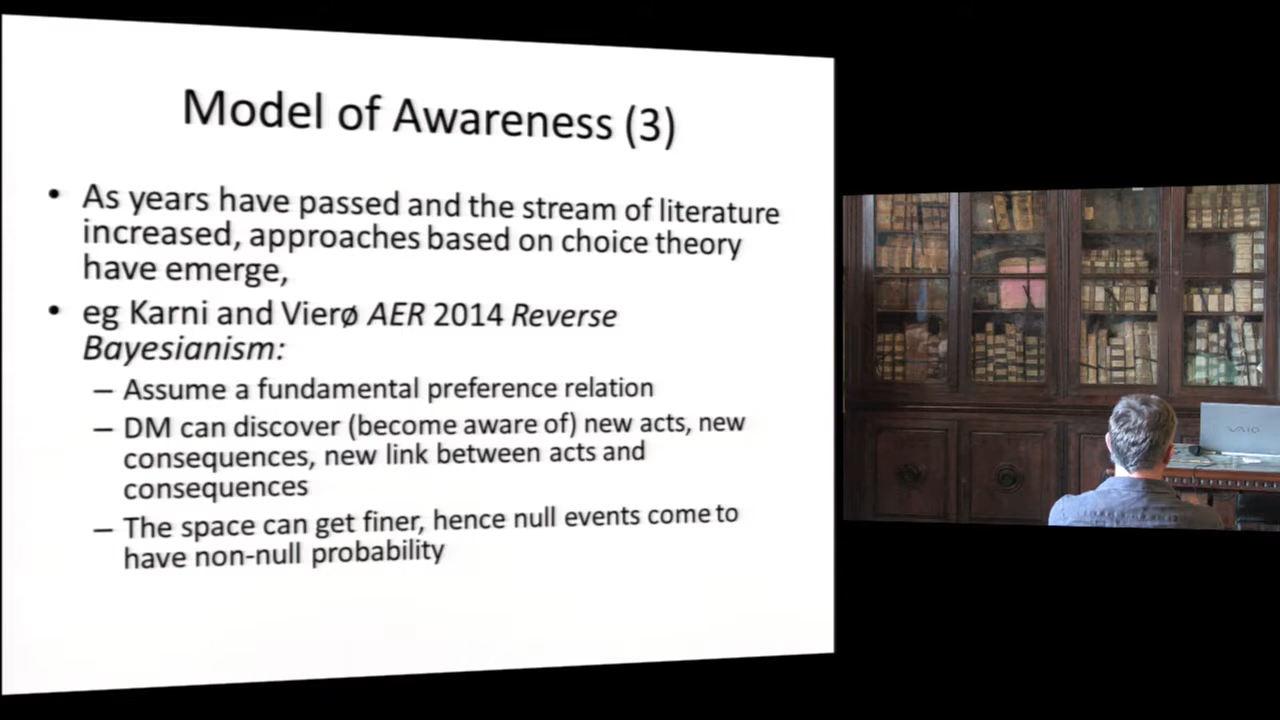 Model of Awareness (3)
• As years have passed and the stream of literature
increased, approaches based on choice theory
have emerge,
• eg Karni and Vierø AER 2014 Reverse
Bayesianism:
– Assume a fundamental preference relation
– DM can discover (become aware of) new acts, new
consequences, new link between acts and
consequences
– The space can get finer, hence null events come to
have non-null probability
VAIO